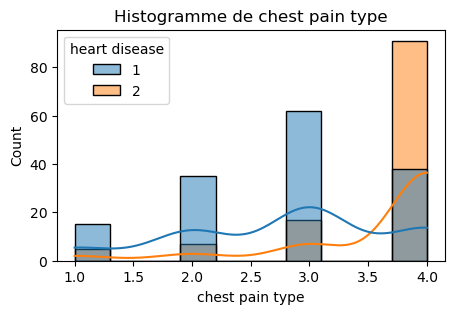 Histogramme de chest pain type
heart disease
1
2
Count
80
60
40
20
0
1.0 1.5 2.0 2.5 3.0 3.5 4.0
chest pain type